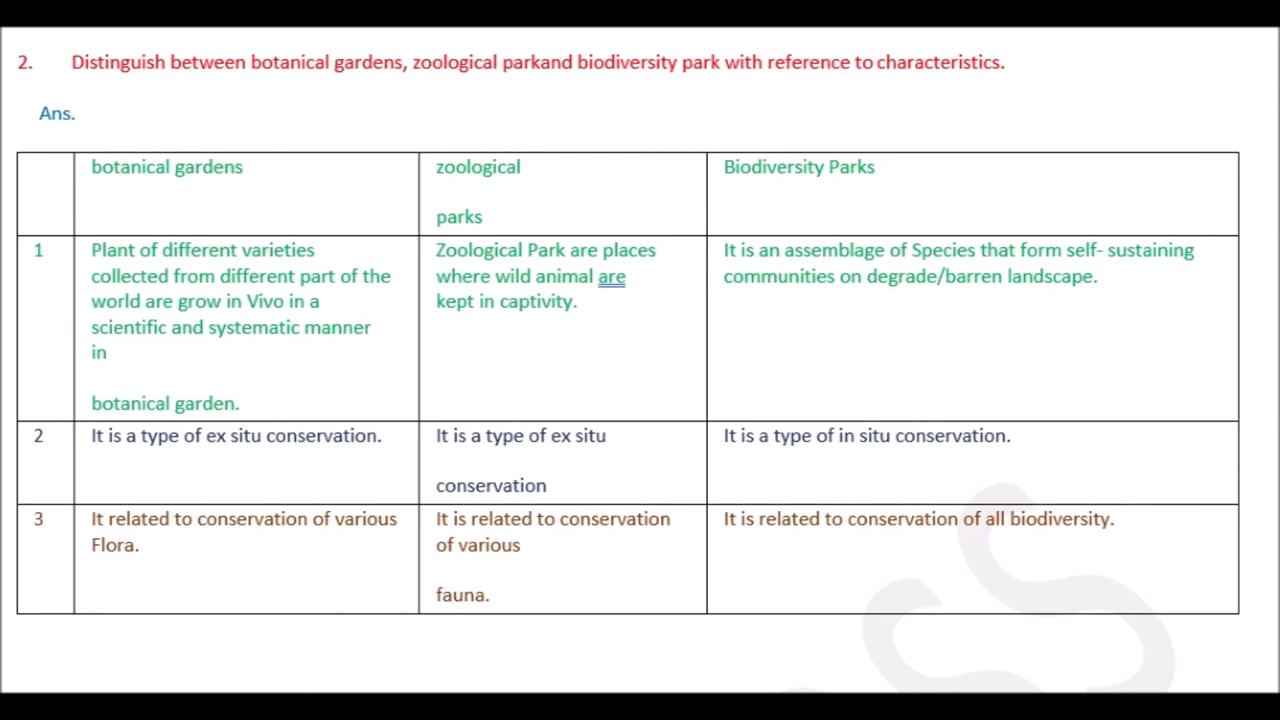 2. Distinguish between botanical gardens, zoological parkand biodiversity park with reference to characteristics.
Ans.
botanical gardens
zoological
parks
Biodiversity Parks
1
Plant of different varieties
collected from different part of the
world are grow in Vivo in a
scientific and systematic manner
in
botanical garden.
Zoological Park are places
where wild animal are
kept in captivity.
It is an assemblage of Species that form self- sustaining
communities on degrade/barren landscape.
2
It is a type of ex situ conservation.
It is a type of ex situ
conservation
It is a type of in situ conservation.
3
It related to conservation of various
Flora.
It is related to conservation
of various
fauna.
It is related to conservation of all biodiversity.